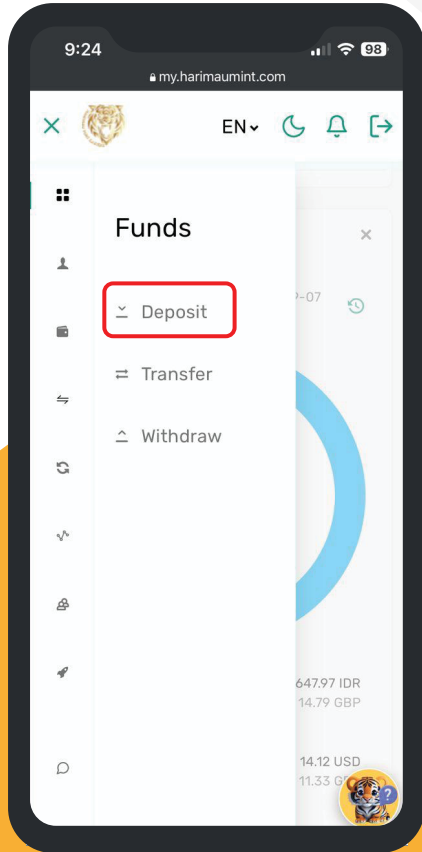 9:24
98
my.harimaumint.com
EN
Funds
-07
Deposit
Transfer
Withdraw
647.97 IDR
14.79 GBP
14.12 USD
11.33
?